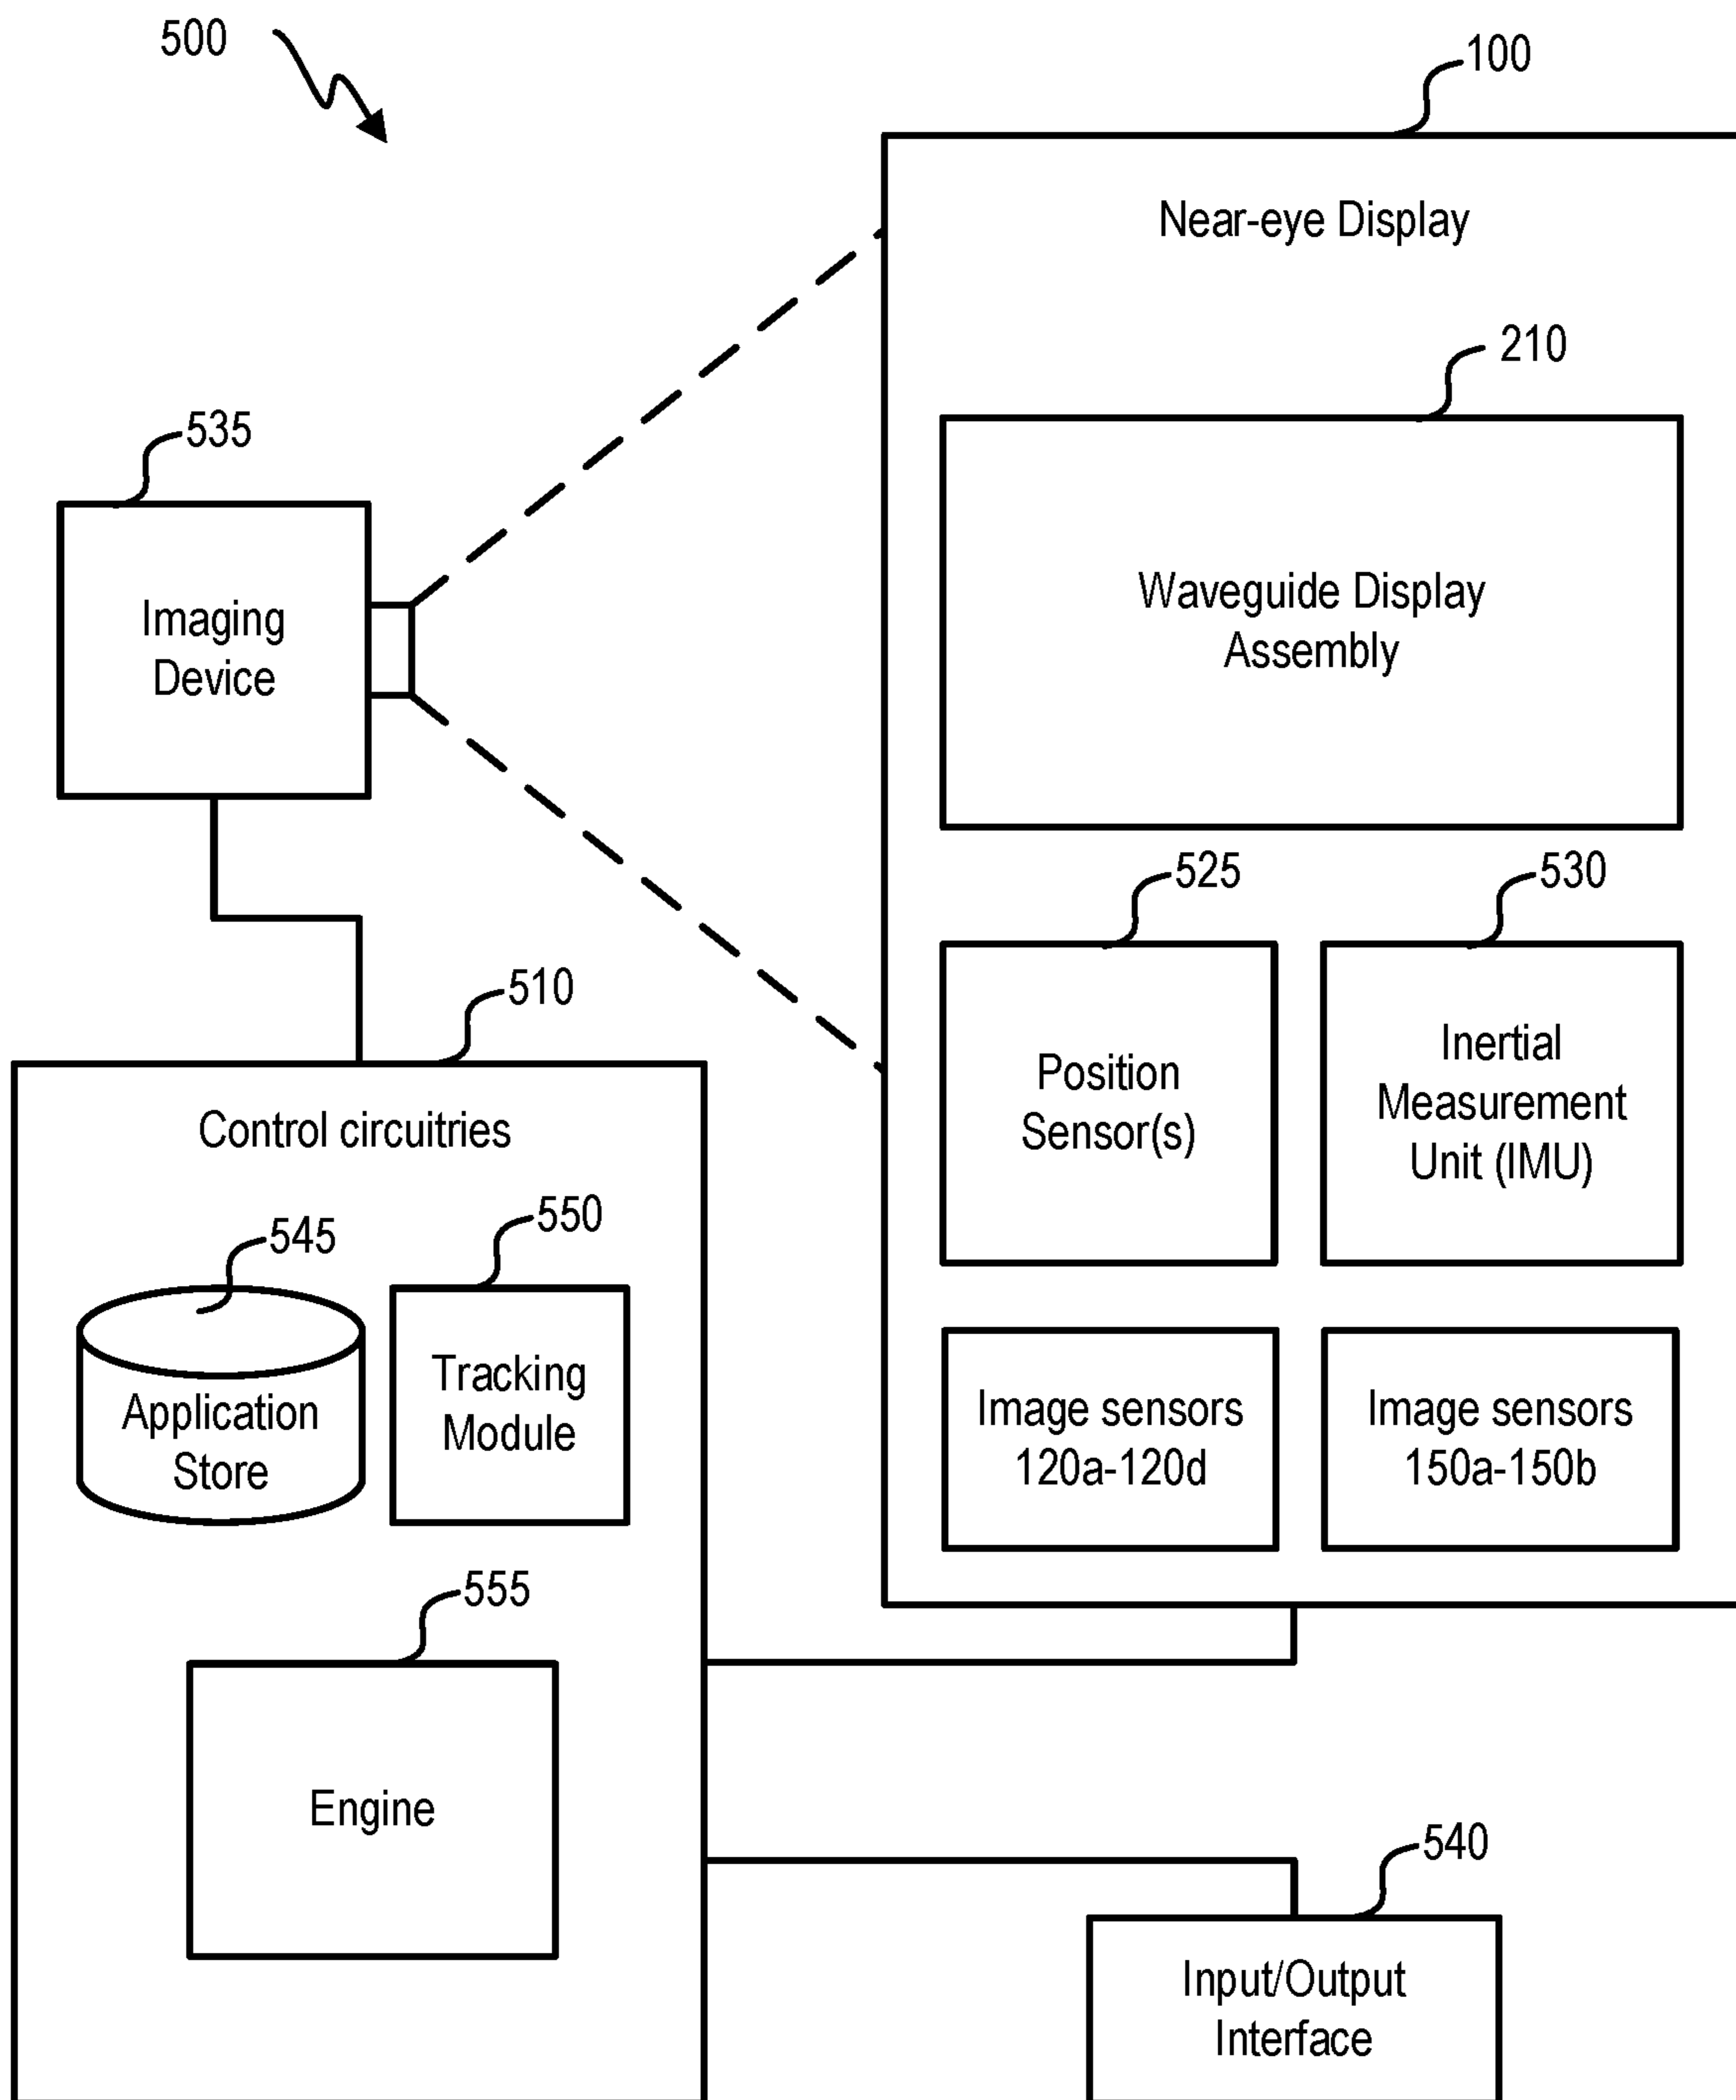 500
100
Near-eye Display
210
Waveguide Display
Assembly
535
Imaging
Device
525
530
Position
Sensor(s)
Inertial
Measurement
Unit (IMU)
510
Control circuitries
545
550
Application
Store
Tracking
Module
Image sensors
120a-120d
Image sensors
150a-150b
555
Engine
540
Input/Output
Interface